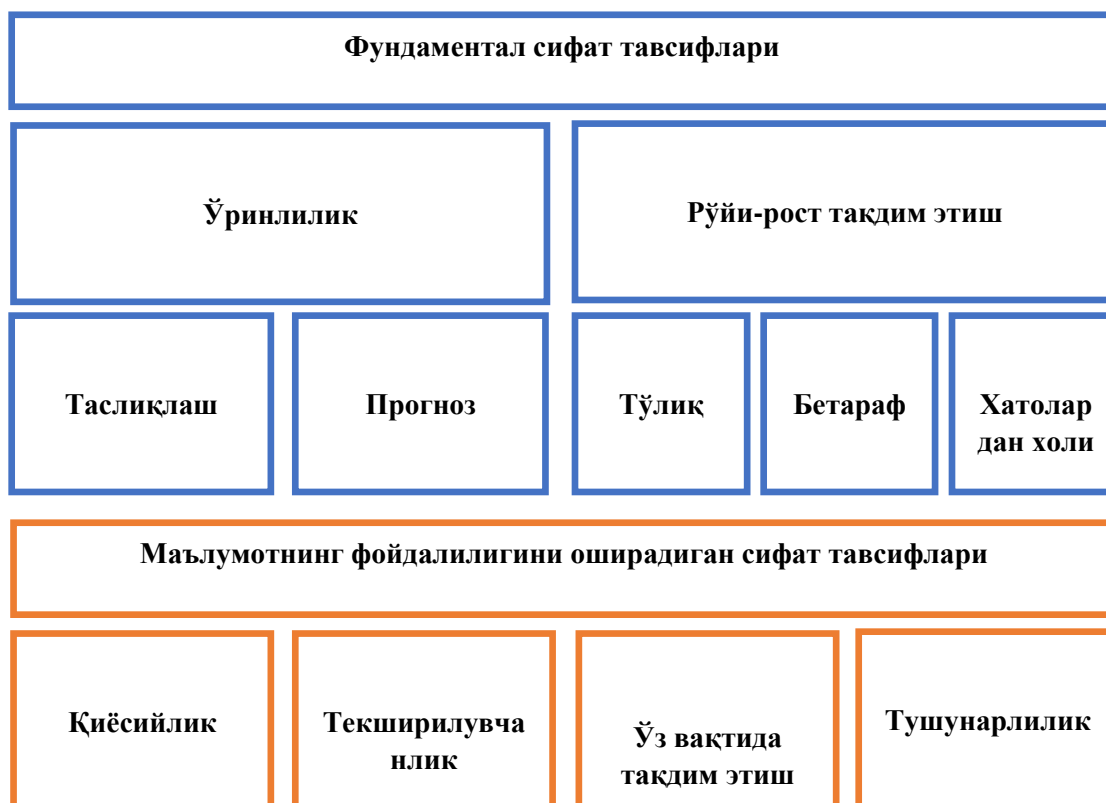 Фундаментал сифат тавсифлари
Ўринлилик
Рўйи-рост тақдим этиш
Таслиқлаш
Прогноз
Тўлиқ
Бетараф
Хатолар
дан холи
Маълумотнинг фойдалилигини оширадиган сифат тавсифлари
Қиёсийлик
Текширилувча
нлик
Ўз вақтида
тақдим этиш
Тушунарлилик